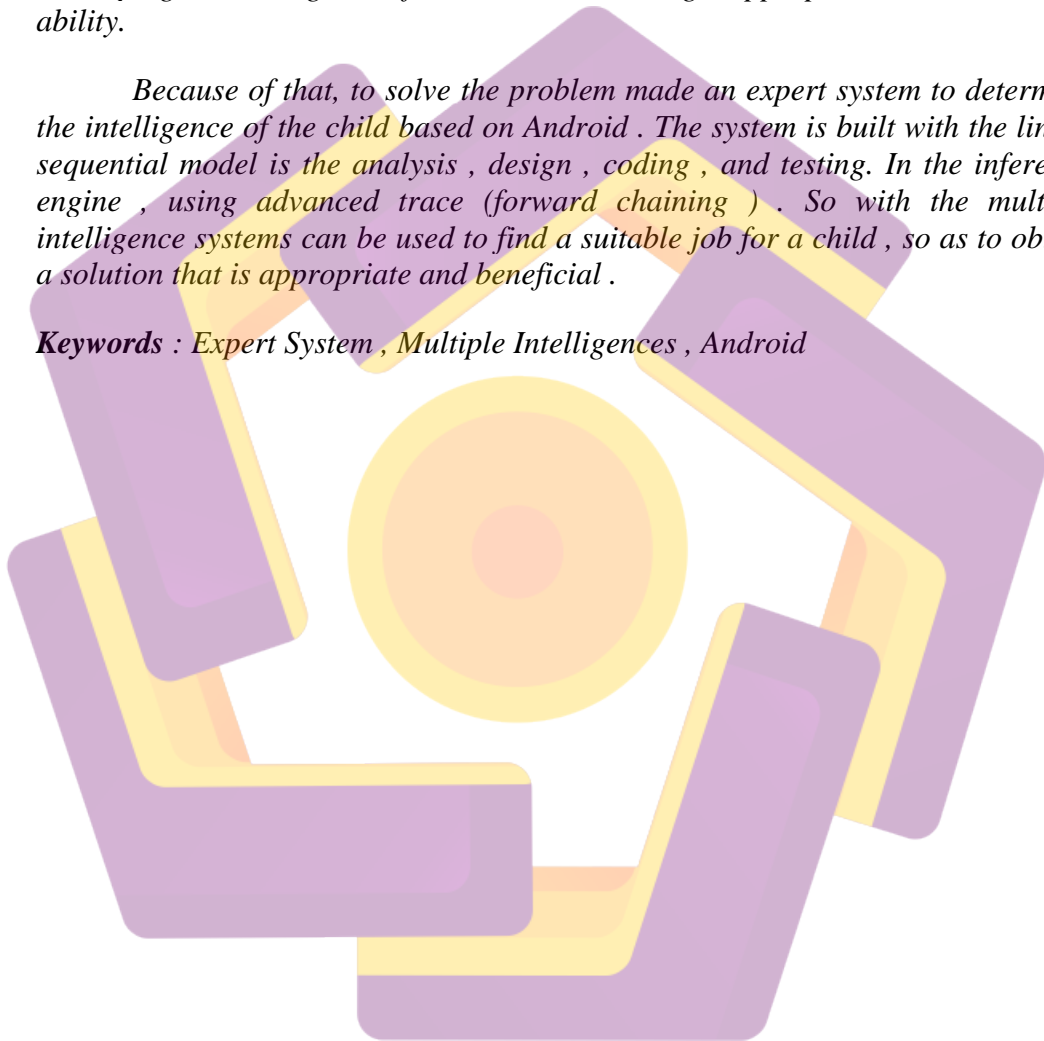 ability.
Because of that, to solve the problem made an expert system to determ
the intelligence of the child based on Android . The system is built with the lin
sequential model is the analysis , design , coding , and testing. In the infere
engine , using advanced trace (forward chaining ) . So with the mult
intelligence systems can be used to find a suitable job for a child , so as to ob
a solution that is appropriate and beneficial .
Keywords : Expert System , Multiple Intelligences , Android